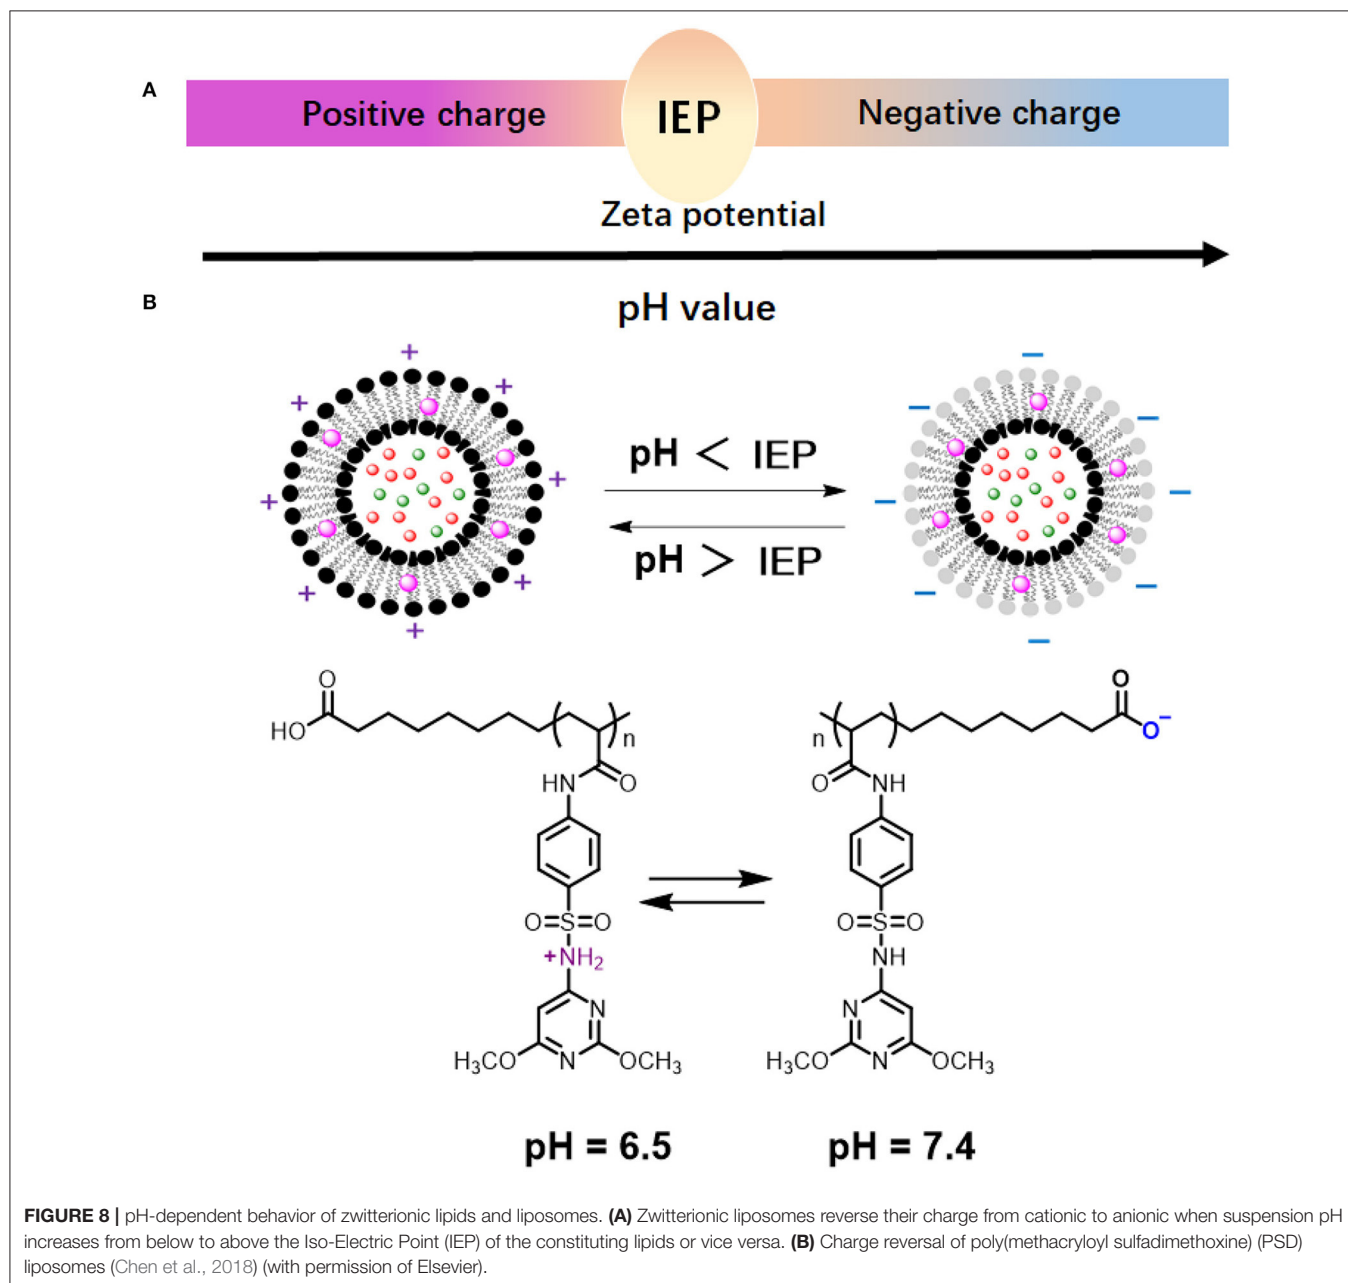 A
Positive charge
IEP
Negative charge
Zeta potential
pH value
B
+ + + + + + + +
− − − − − − − −
pH < IEP
pH > IEP
O
HO
n
HN
O
O=S=O
+NH2
N
H3CO
N
OCH3
pH = 6.5
O
O−
n
O
NH
O=S=O
NH
N
H3CO
N
OCH3
pH = 7.4
FIGURE 8 | pH-dependent behavior of zwitterionic lipids and liposomes. (A) Zwitterionic liposomes reverse their charge from cationic to anionic when suspension pH
increases from below to above the Iso-Electric Point (IEP) of the constituting lipids or vice versa. (B) Charge reversal of poly(methacryloyl sulfadimethoxine) (PSD)
liposomes (Chen et al., 2018) (with permission of Elsevier).